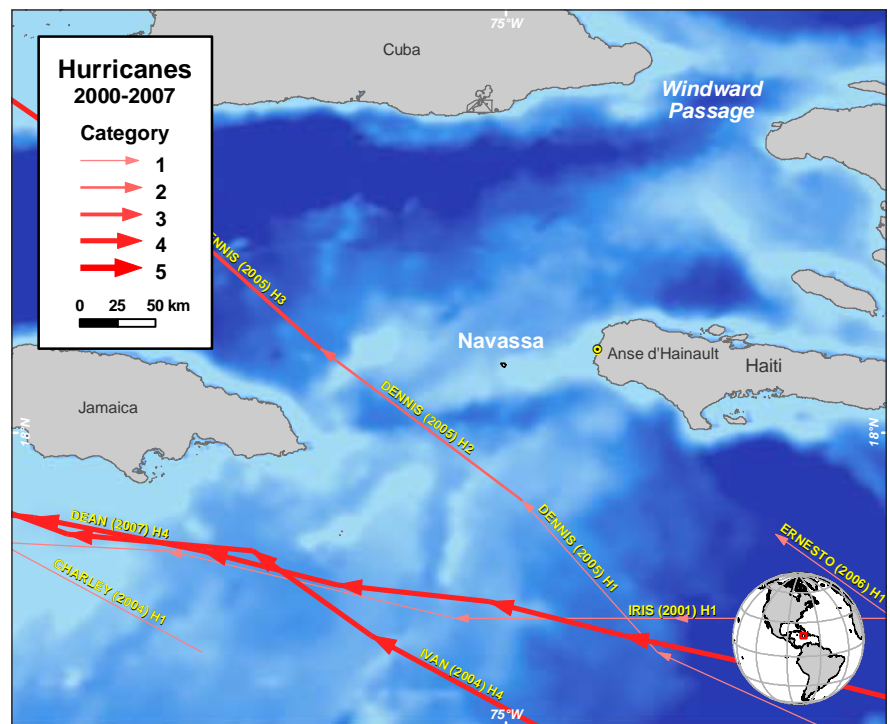 75°W
Cuba
Hurricanes
2000-2007
Category
1
2
3
4
5
0 25 50 km
Windward
Passage
ENNIS (2005) H3
Navassa
Anse d'Hainault
Haiti
Jamaica
DENNIS (2005) H2
18°N
18°N
DEAN (2007) H4
DENNIS (2005) H1
CHARLEY (2004) H1
ERNESTO (2006) H1
IRIS (2001) H1
IVAN (2004) H4
75°W